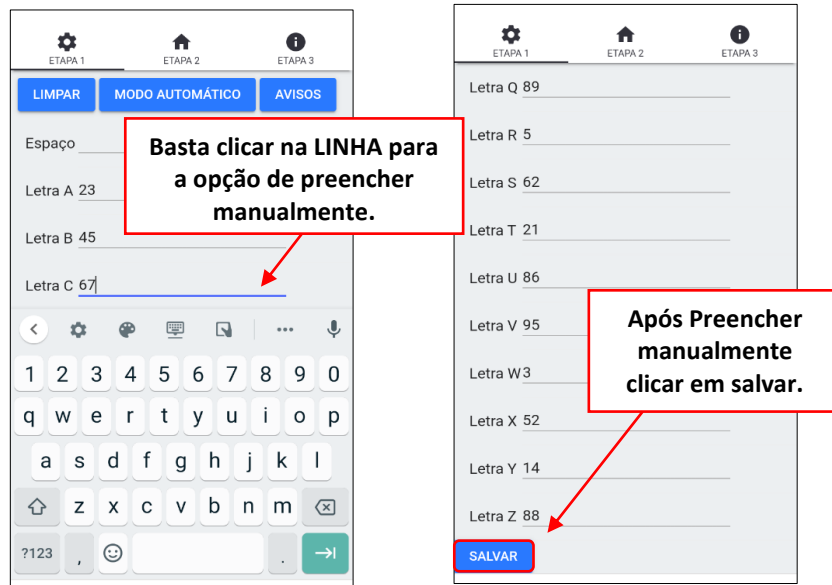 ETAPA 1
ETAPA 2
ETAPA 3
LIMPAR
MODO AUTOMÁTICO
AVISOS
Espaço
Letra A 23
Letra B 45
Letra C 67
Basta clicar na LINHA para
a opção de preencher
manualmente.
1 2 3 4 5 6 7 8 9 0
q w e r t y u i o p
a s d f g h j k l
z x c v b n m
?123 , .
ETAPA 1
ETAPA 2
ETAPA 3
Letra Q 89
Letra R 5
Letra S 62
Letra T 21
Letra U 86
Letra V 95
Letra W 3
Letra X 52
Letra Y 14
Letra Z 88
Após Preencher
manualmente
clicar em salvar.
SALVAR